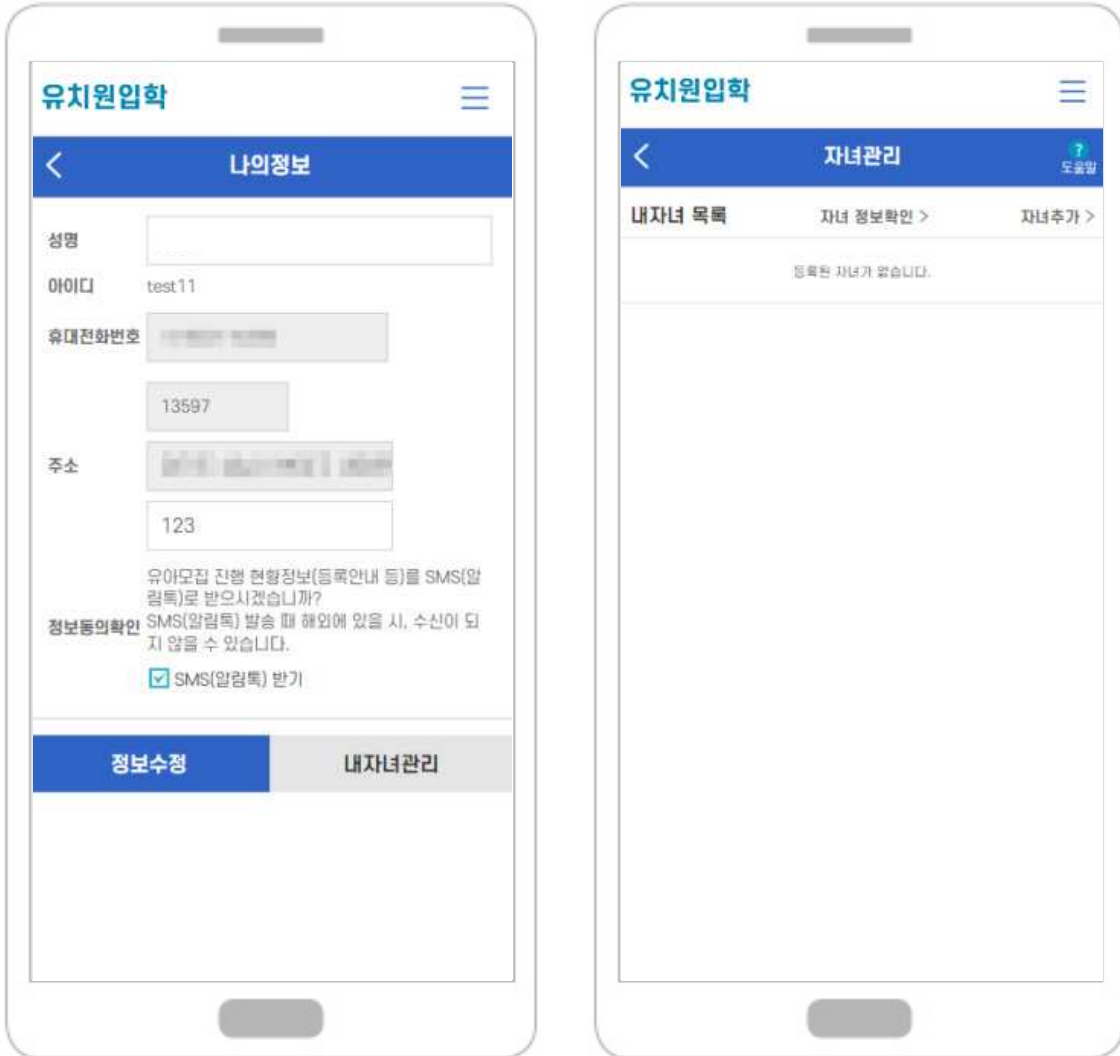 유치원입학
나의정보
성명
아이디 test11
휴대전화번호
13597
주소
123
유아모집 진행 현황정보(등록안내 등)를 SMS(알
림톡)로 받으시겠습니까?
정보동의확인 SMS(알림톡) 발송 때 해외에 있을 시, 수신이 되
지 않을 수 있습니다.
SMS(알림톡) 받기
정보수정 내자녀관리
유치원입학
자녀관리 ?
도움말
내자녀 목록 자녀 정보확인 > 자녀추가 >
등록된 자녀가 없습니다.